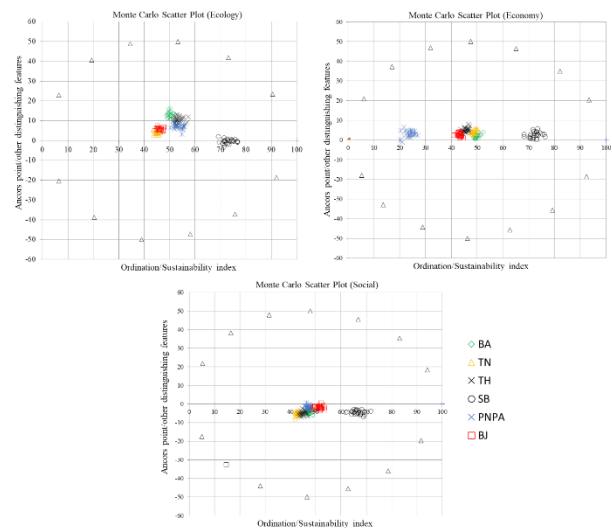 Monte Carlo Scatter Plot (Ecology)
Ancors point/other distinguishing features
60
50
40
30
20
10
0
-10
-20
-30
-40
-50
-60
0 10 20 30 40 50 60 70 80 90 100
Ordination/Sustainability index
Monte Carlo Scatter Plot (Economy)
Ancors point/other distinguishing features
60
50
40
30
20
10
0
-10
-20
-30
-40
-50
-60
0 10 20 30 40 50 60 70 80 90 100
Ordination/Sustainability index
Monte Carlo Scatter Plot (Social)
Ancors point/other distinguishing features
60
50
40
30
20
10
0
-10
-20
-30
-40
-50
-60
0 10 20 30 40 50 60 70 80 90 100
Ordination/Sustainability index
BA
TN
TH
SB
PNPA
BJ